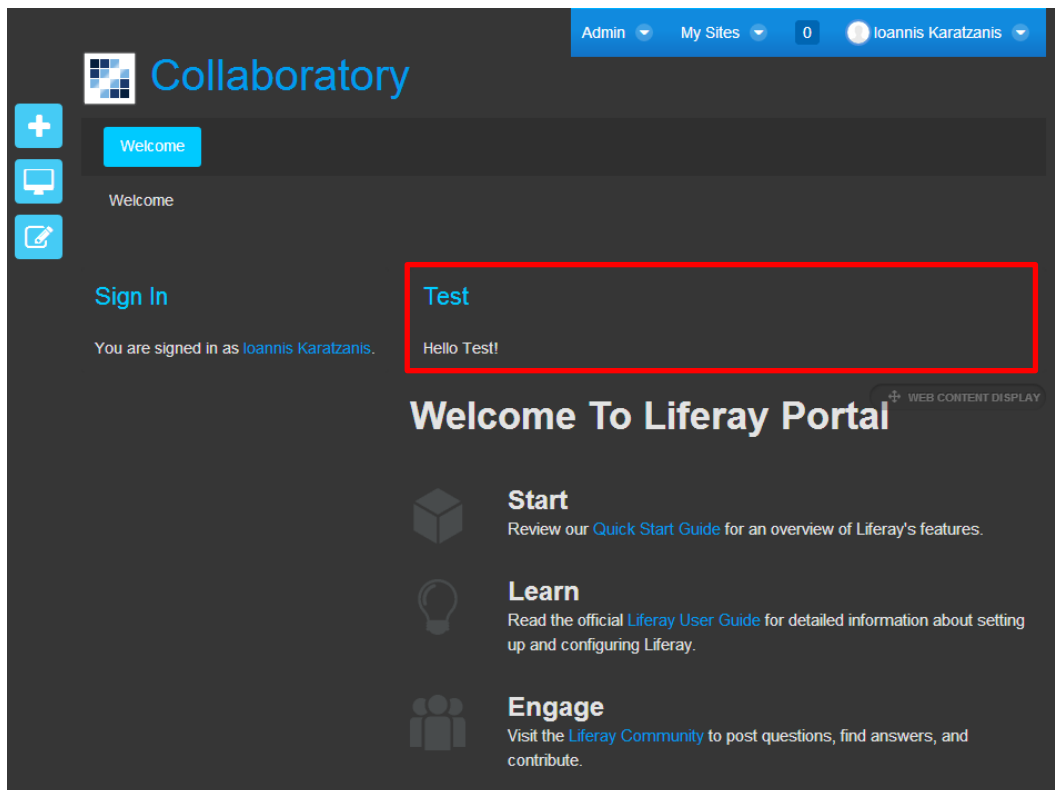 Admin My Sites 0 Ioannis Karatzanis
Collaboratory
Welcome
Welcome
Sign In
You are signed in as Ioannis Karatzanis.
Test
Hello Test!
WEB CONTENT DISPLAY
Welcome To Liferay Portal
Start
Review our Quick Start Guide for an overview of Liferay's features.
Learn
Read the official Liferay User Guide for detailed information about setting
up and configuring Liferay.
Engage
Visit the Liferay Community to post questions, find answers, and
contribute.